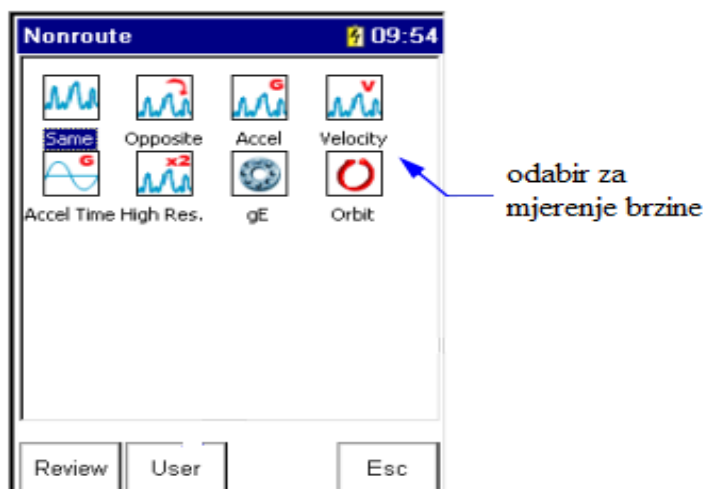 Nonroute 09:54
Same Opposite G Accel V Velocity
G Accel Time x2 High Res. gE Orbit
odabir za
mjerenje brzine
Review User Esc